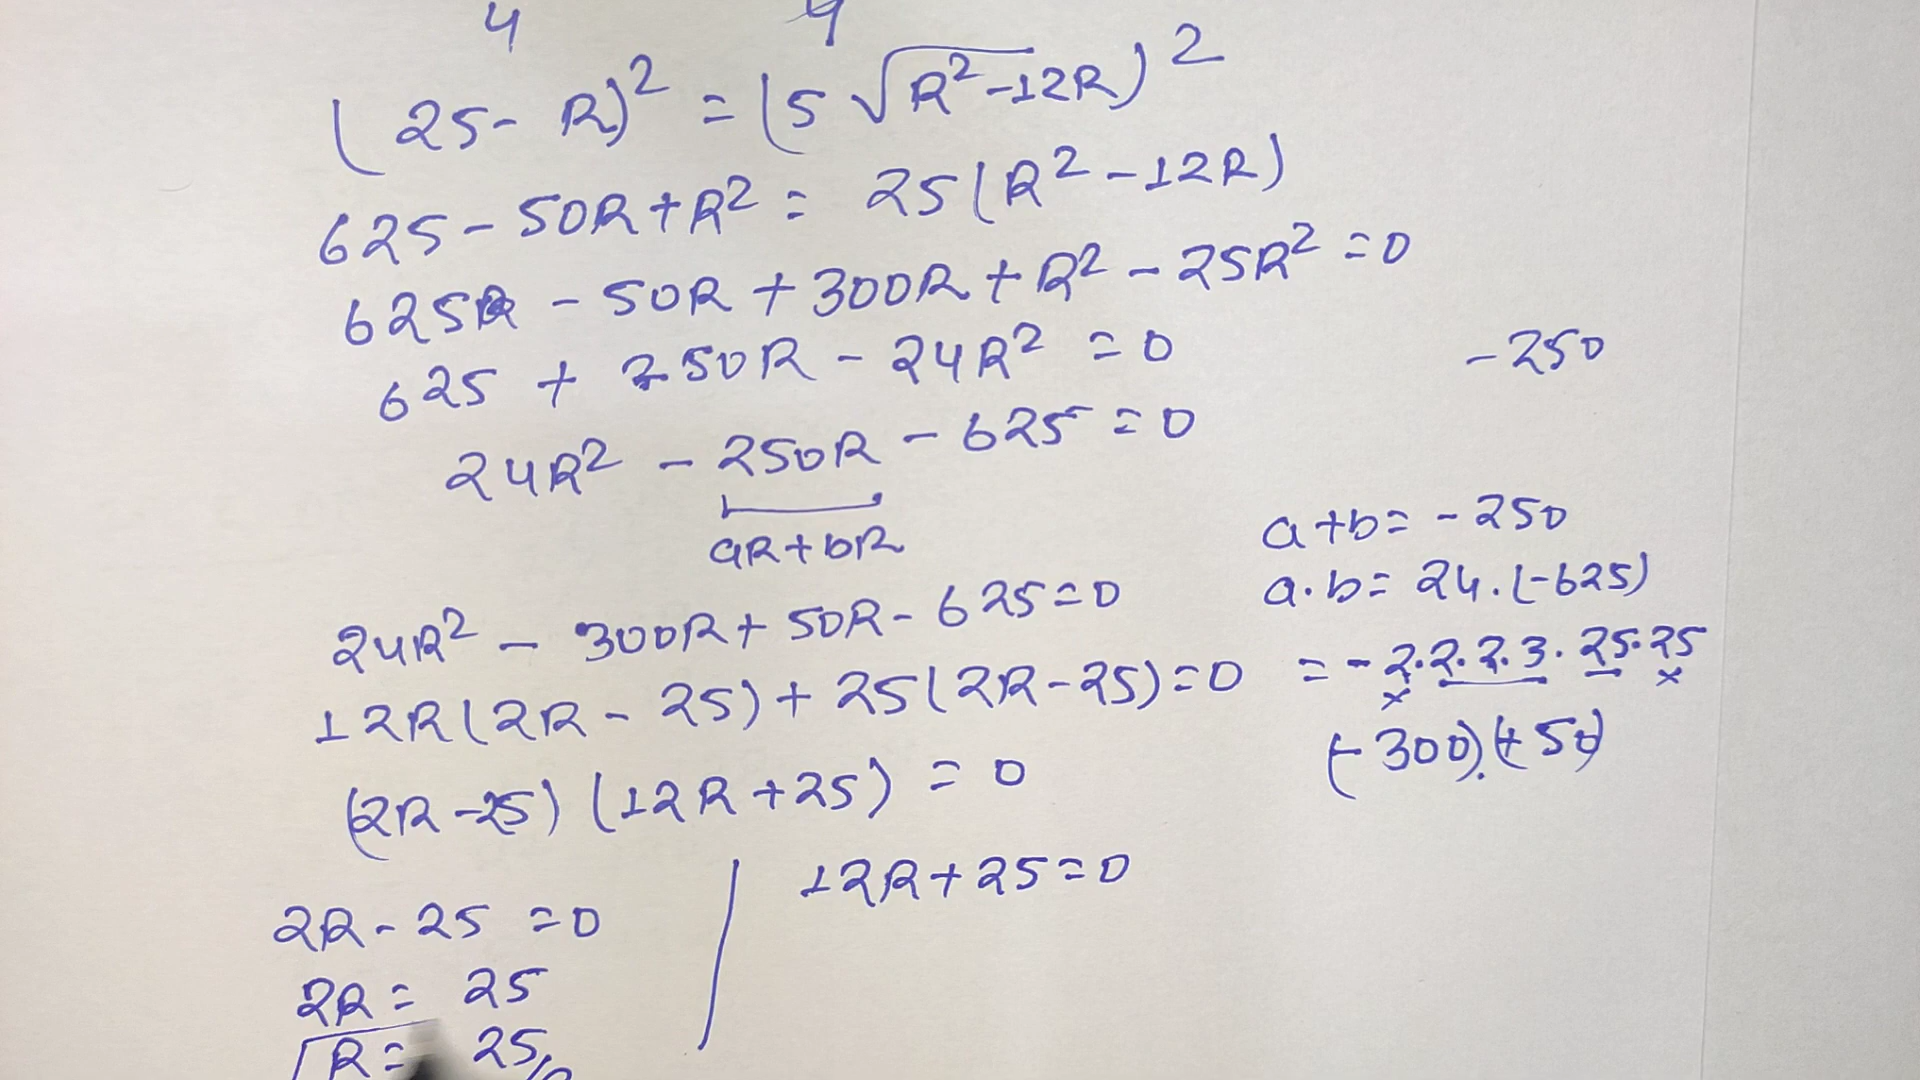 4 4
(25 - R)² = (5√R²-12R)²
625 - 50R + R² = 25(R² - 12R)
625 - 50R + 300R + R² - 25R² = 0
625 + 250R - 24R² = 0
-250
24R² - 250R - 625 = 0
aR + bR
a + b = -250
a·b = 24·(-625)
24R² - 300R + 50R - 625 = 0
= -2·2·2·3·25·25
12R(2R - 25) + 25(2R - 25) = 0
(-300)·(+50)
(2R - 25)(12R + 25) = 0
2R - 25 = 0
12R + 25 = 0
2R = 25
R = 25/2